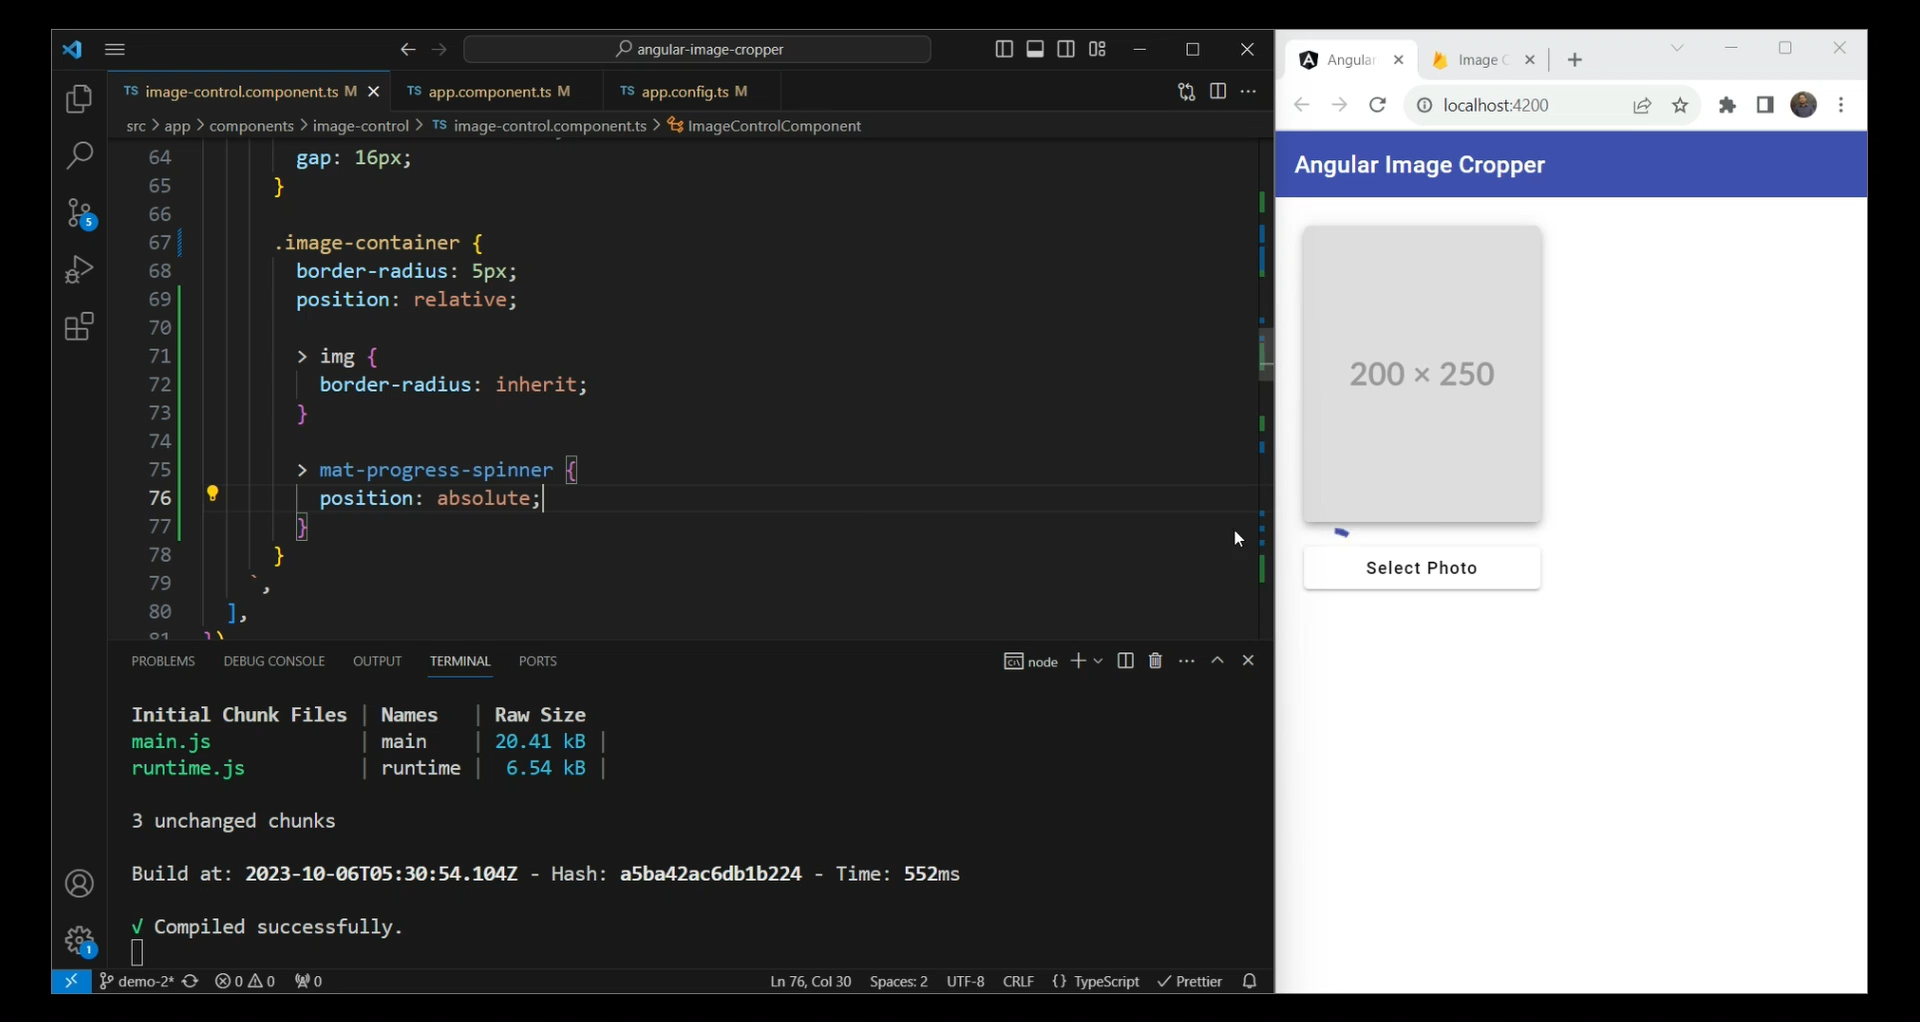 angular-image-cropper
TS image-control.component.ts M
TS app.component.ts M
TS app.config.ts M
src > app > components > image-control > TS image-control.component.ts > ImageControlComponent
64 gap: 16px;
65 }
66
67 .image-container {
68 border-radius: 5px;
69 position: relative;
70
71 > img {
72 border-radius: inherit;
73 }
74
75 > mat-progress-spinner {
76 position: absolute;
77 }
78 }
79 `,
80 ],
81 })
5
1
PROBLEMS DEBUG CONSOLE OUTPUT TERMINAL PORTS
node
Initial Chunk Files | Names | Raw Size
main.js | main | 20.41 kB |
runtime.js | runtime | 6.54 kB |
3 unchanged chunks
Build at: 2023-10-06T05:30:54.104Z - Hash: a5ba42ac6db1b224 - Time: 552ms
√ Compiled successfully.
demo-2* 0 0 0 Ln 76, Col 30 Spaces: 2 UTF-8 CRLF {} TypeScript Prettier
Angular
Image C
localhost:4200
Angular Image Cropper
200 × 250
Select Photo